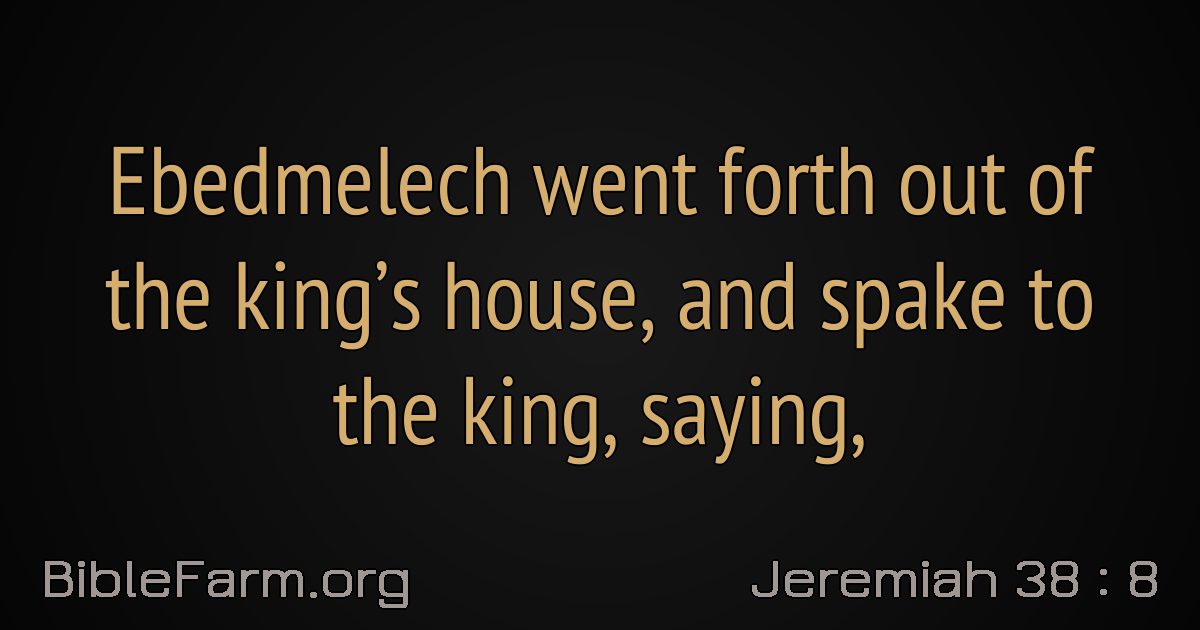 Ebedmelech went forth out of
the king’s house, and spake to
the king, saying,
BibleFarm.org
Jeremiah 38 : 8